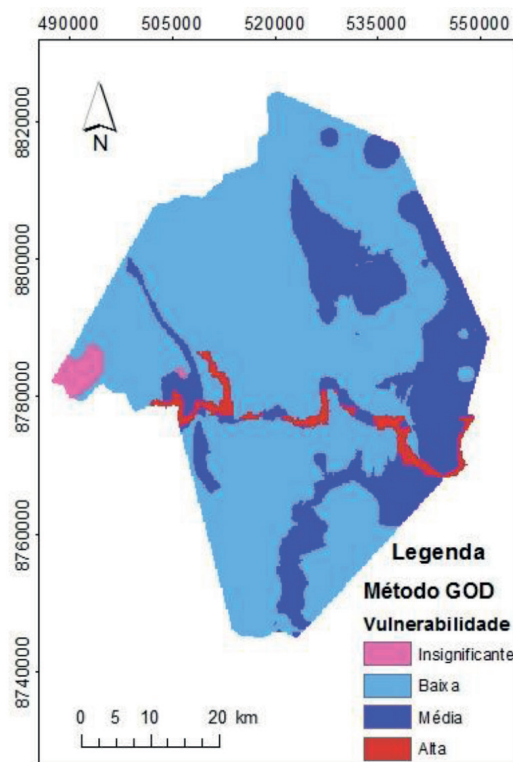 490000 505000 520000 535000 550000
8820000
N
8800000
8780000
8760000
8740000
Legenda
Método GOD
Vulnerabilidade
Insignificante
Baixa
Média
Alta
0 5 10 20 km